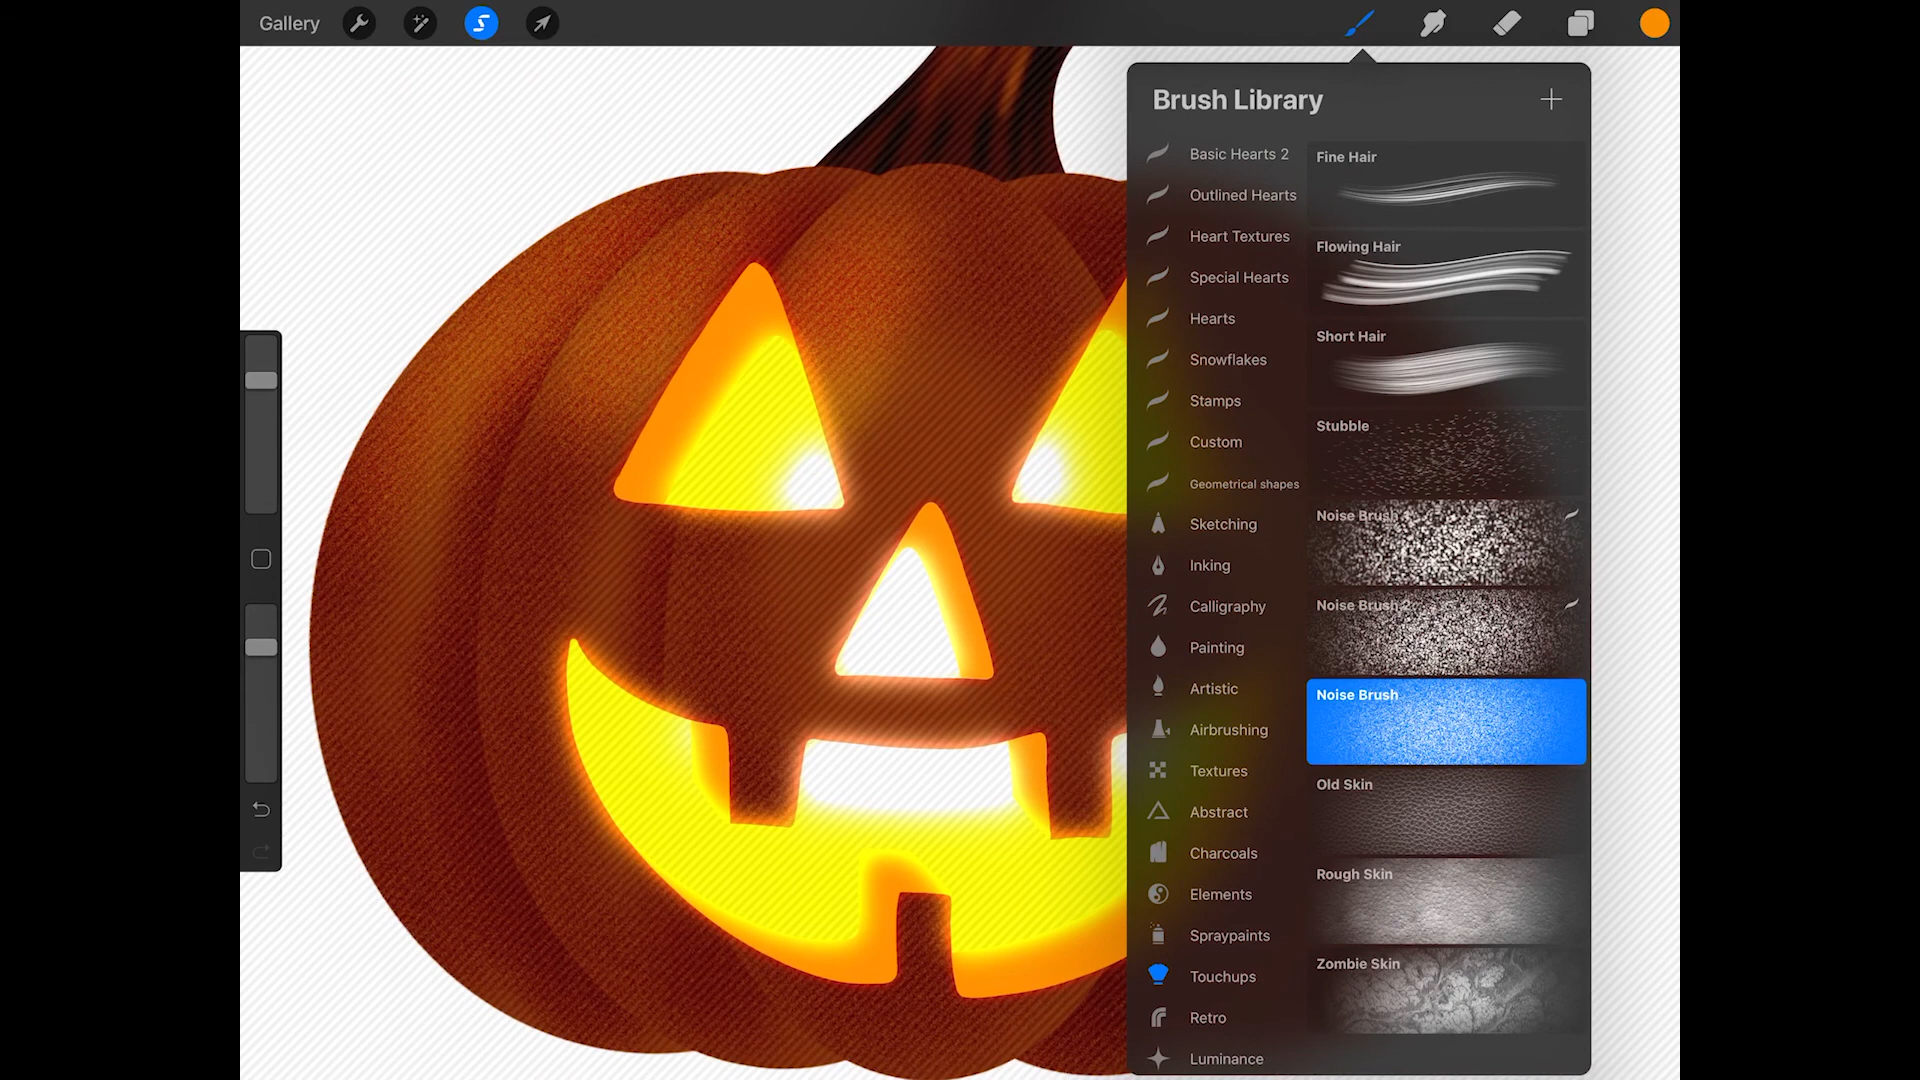 Gallery
Brush Library
Basic Hearts 2
Outlined Hearts
Heart Textures
Special Hearts
Hearts
Snowflakes
Stamps
Custom
Geometrical shapes
Sketching
Inking
Calligraphy
Painting
Artistic
Airbrushing
Textures
Abstract
Charcoals
Elements
Spraypaints
Touchups
Retro
Luminance
Fine Hair
Flowing Hair
Short Hair
Stubble
Noise Brush
Noise Brush 2
Noise Brush
Old Skin
Rough Skin
Zombie Skin